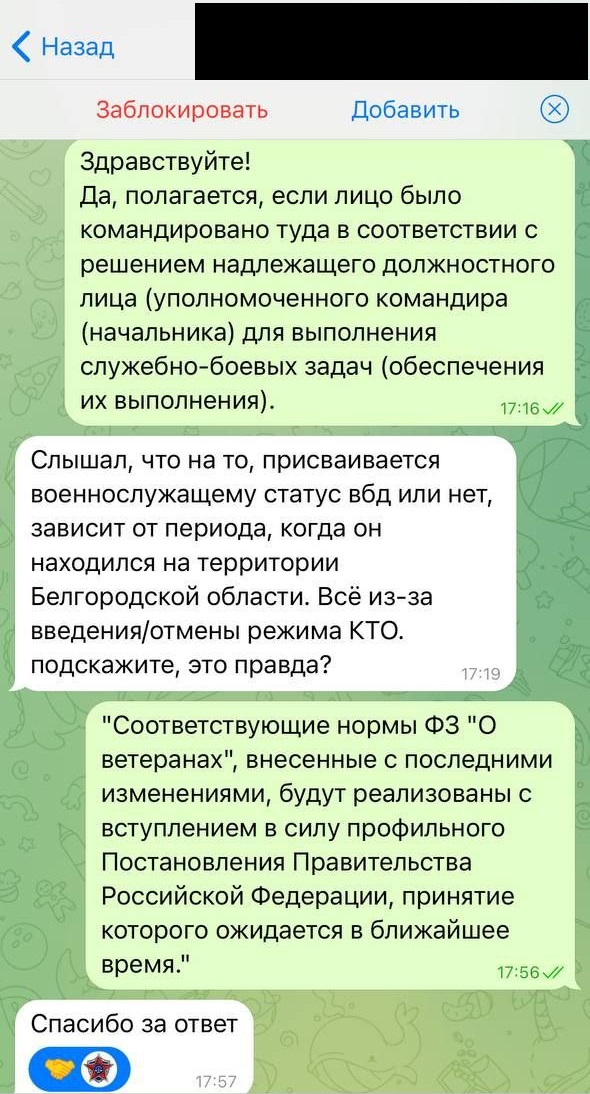 Назад
Заблокировать Добавить
Здравствуйте!
Да, полагается, если лицо было
командировано туда в соответствии с
решением надлежащего должностного
лица (уполномоченного командира
(начальника) для выполнения
служебно-боевых задач (обеспечения
их выполнения).
17:16
Слышал, что на то, присваивается
военнослужащему статус вбд или нет,
зависит от периода, когда он
находился на территории
Белгородской области. Всё из-за
введения/отмены режима КТО.
подскажите, это правда?
17:19
"Соответствующие нормы ФЗ "О
ветеранах", внесенные с последними
изменениями, будут реализованы с
вступлением в силу профильного
Постановления Правительства
Российской Федерации, принятие
которого ожидается в ближайшее
время."
17:56
Спасибо за ответ
17:57